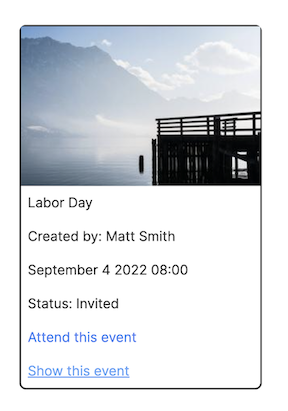 Labor Day
Created by: Matt Smith
September 4 2022 08:00
Status: Invited
Attend this event
Show this event